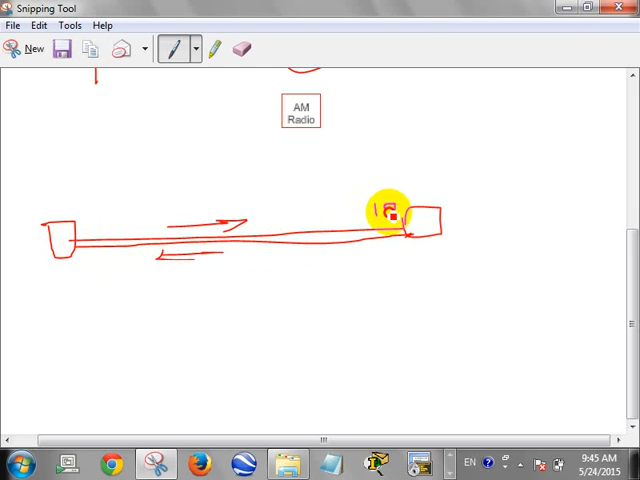 Snipping Tool
File Edit Tools Help
New
AM
Radio
EN
9:45 AM
5/24/2015